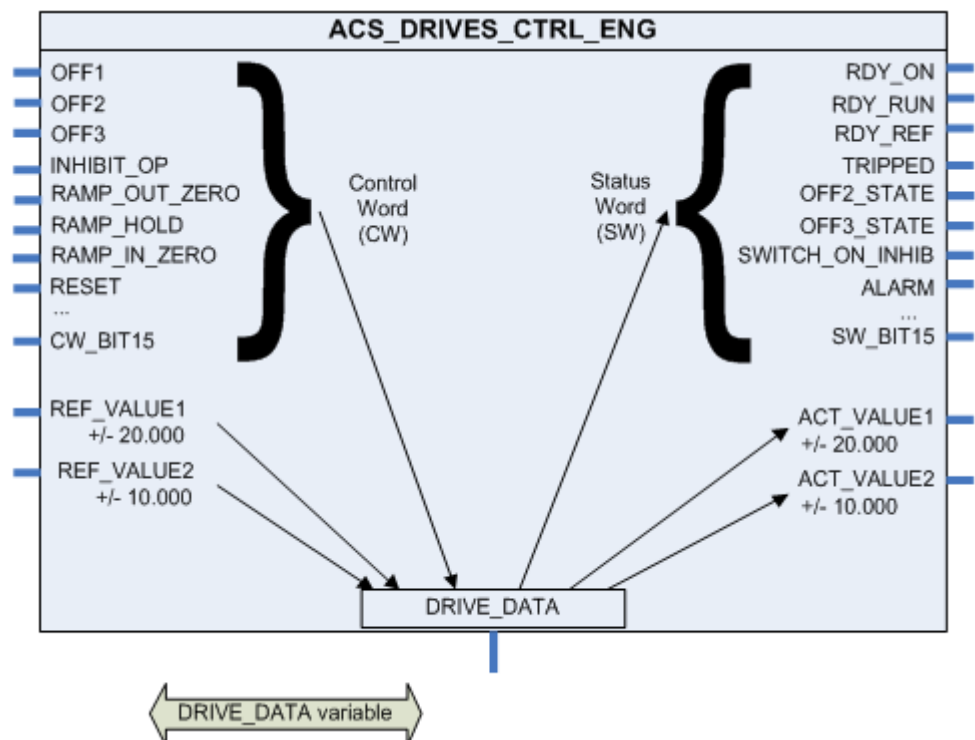 ACS_DRIVES_CTRL_ENG
OFF1
OFF2
OFF3
INHIBIT_OP
RAMP_OUT_ZERO
RAMP_HOLD
RAMP_IN_ZERO
RESET
...
CW_BIT15
Control
Word
(CW)
Status
Word
(SW)
RDY_ON
RDY_RUN
RDY_REF
TRIPPED
OFF2_STATE
OFF3_STATE
SWITCH_ON_INHIB
ALARM
...
SW_BIT15
REF_VALUE1
+/- 20.000
REF_VALUE2
+/- 10.000
ACT_VALUE1
+/- 20.000
ACT_VALUE2
+/- 10.000
DRIVE_DATA
DRIVE_DATA variable